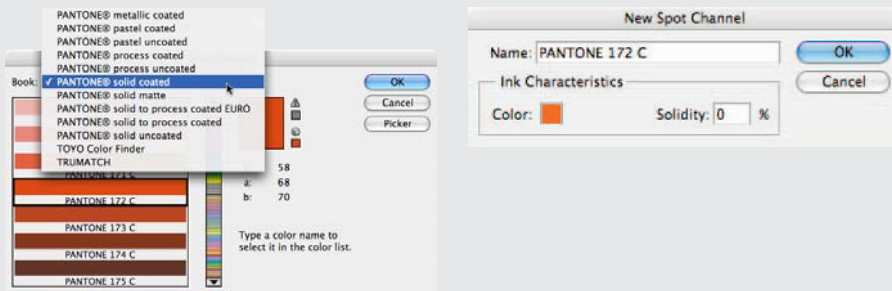 PANTONE® metallic coated
PANTONE® pastel coated
PANTONE® pastel uncoated
PANTONE® process coated
PANTONE® process uncoated
Book: ✓ PANTONE® solid coated
PANTONE® solid matte
PANTONE® solid to process coated EURO
PANTONE® solid to process coated
PANTONE® solid uncoated
TOYO Color Finder
TRUMATCH
OK
Cancel
Picker
PANTONE 171 C
PANTONE 172 C
PANTONE 173 C
PANTONE 174 C
PANTONE 175 C
58
a: 68
b: 70
Type a color name to
select it in the color list.
New Spot Channel
Name: PANTONE 172 C
OK
Ink Characteristics
Cancel
Color:
Solidity: 0 %